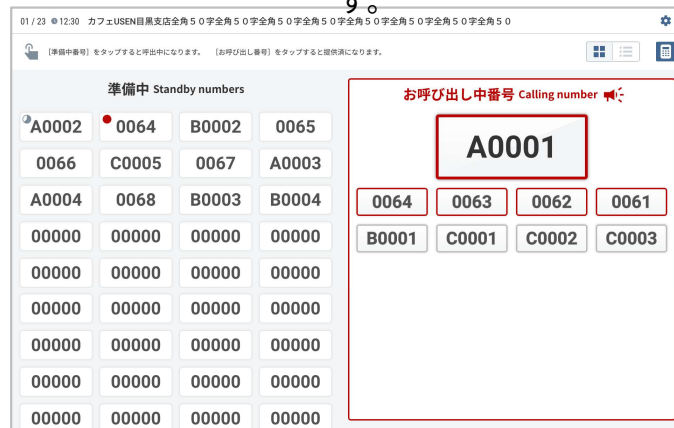 す。
01 / 23 12:30 カフェUSEN目黒支店全角５０字全角５０字全角５０字全角５０字全角５０字全角５０字全角５０字全角５０
［準備中番号］をタップすると呼出中になります。 ［お呼び出し番号］をタップすると提供済になります。
準備中 Standby numbers
A0002 0064 B0002 0065
0066 C0005 0067 A0003
A0004 0068 B0003 B0004
00000 00000 00000 00000
00000 00000 00000 00000
00000 00000 00000 00000
00000 00000 00000 00000
00000 00000 00000 00000
00000 00000 00000 00000
お呼び出し中番号 Calling number
A0001
0064 0063 0062 0061
B0001 C0001 C0002 C0003